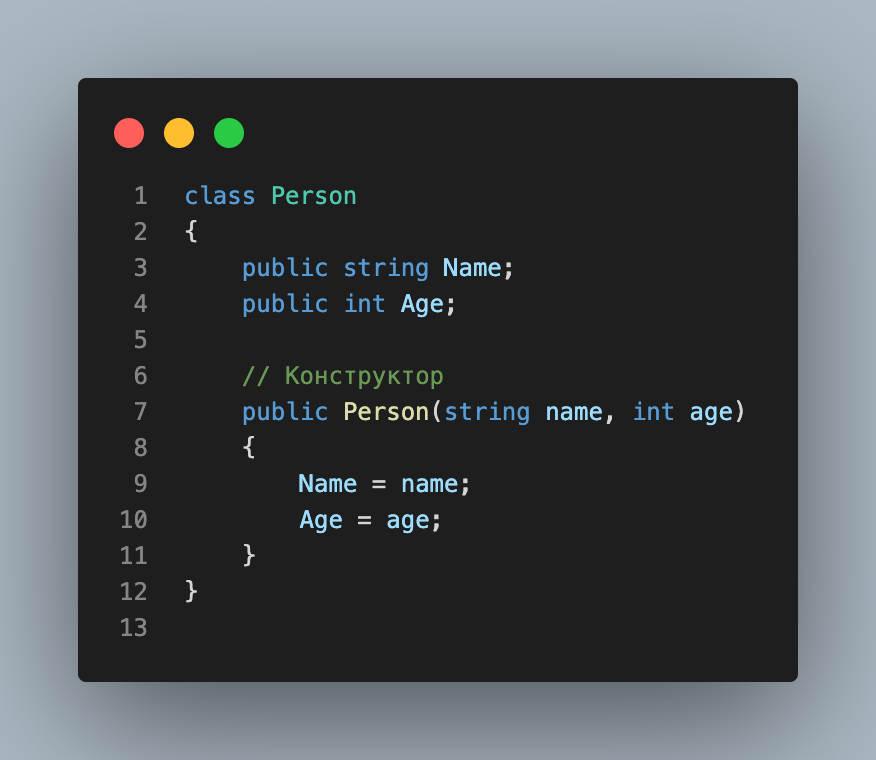 1 class Person
2 {
3     public string Name;
4     public int Age;
5
6     // Конструктор
7     public Person(string name, int age)
8     {
9         Name = name;
10         Age = age;
11     }
12 }
13